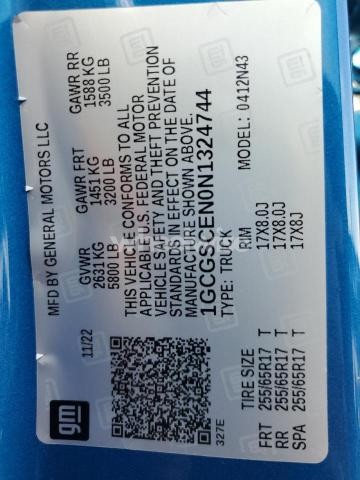 gm
MFD BY GENERAL MOTORS LLC
11/22
GVWR GAWR FRT GAWR RR
2631 KG 1451 KG 1588 KG
5800 LB 3200 LB 3500 LB
THIS VEHICLE CONFORMS TO ALL
APPLICABLE U.S. FEDERAL MOTOR
VEHICLE SAFETY AND THEFT PREVENTION
STANDARDS IN EFFECT ON THE DATE OF
MANUFACTURE SHOWN ABOVE.
1GCGSCEN0N1324744
TYPE: TRUCK MODEL: 0412N43
327E
TIRE SIZE RIM
FRT 255/65R17 T 17X8.0J
RR 255/65R17 T 17X8.0J
SPA 255/65R17 T 17X8J